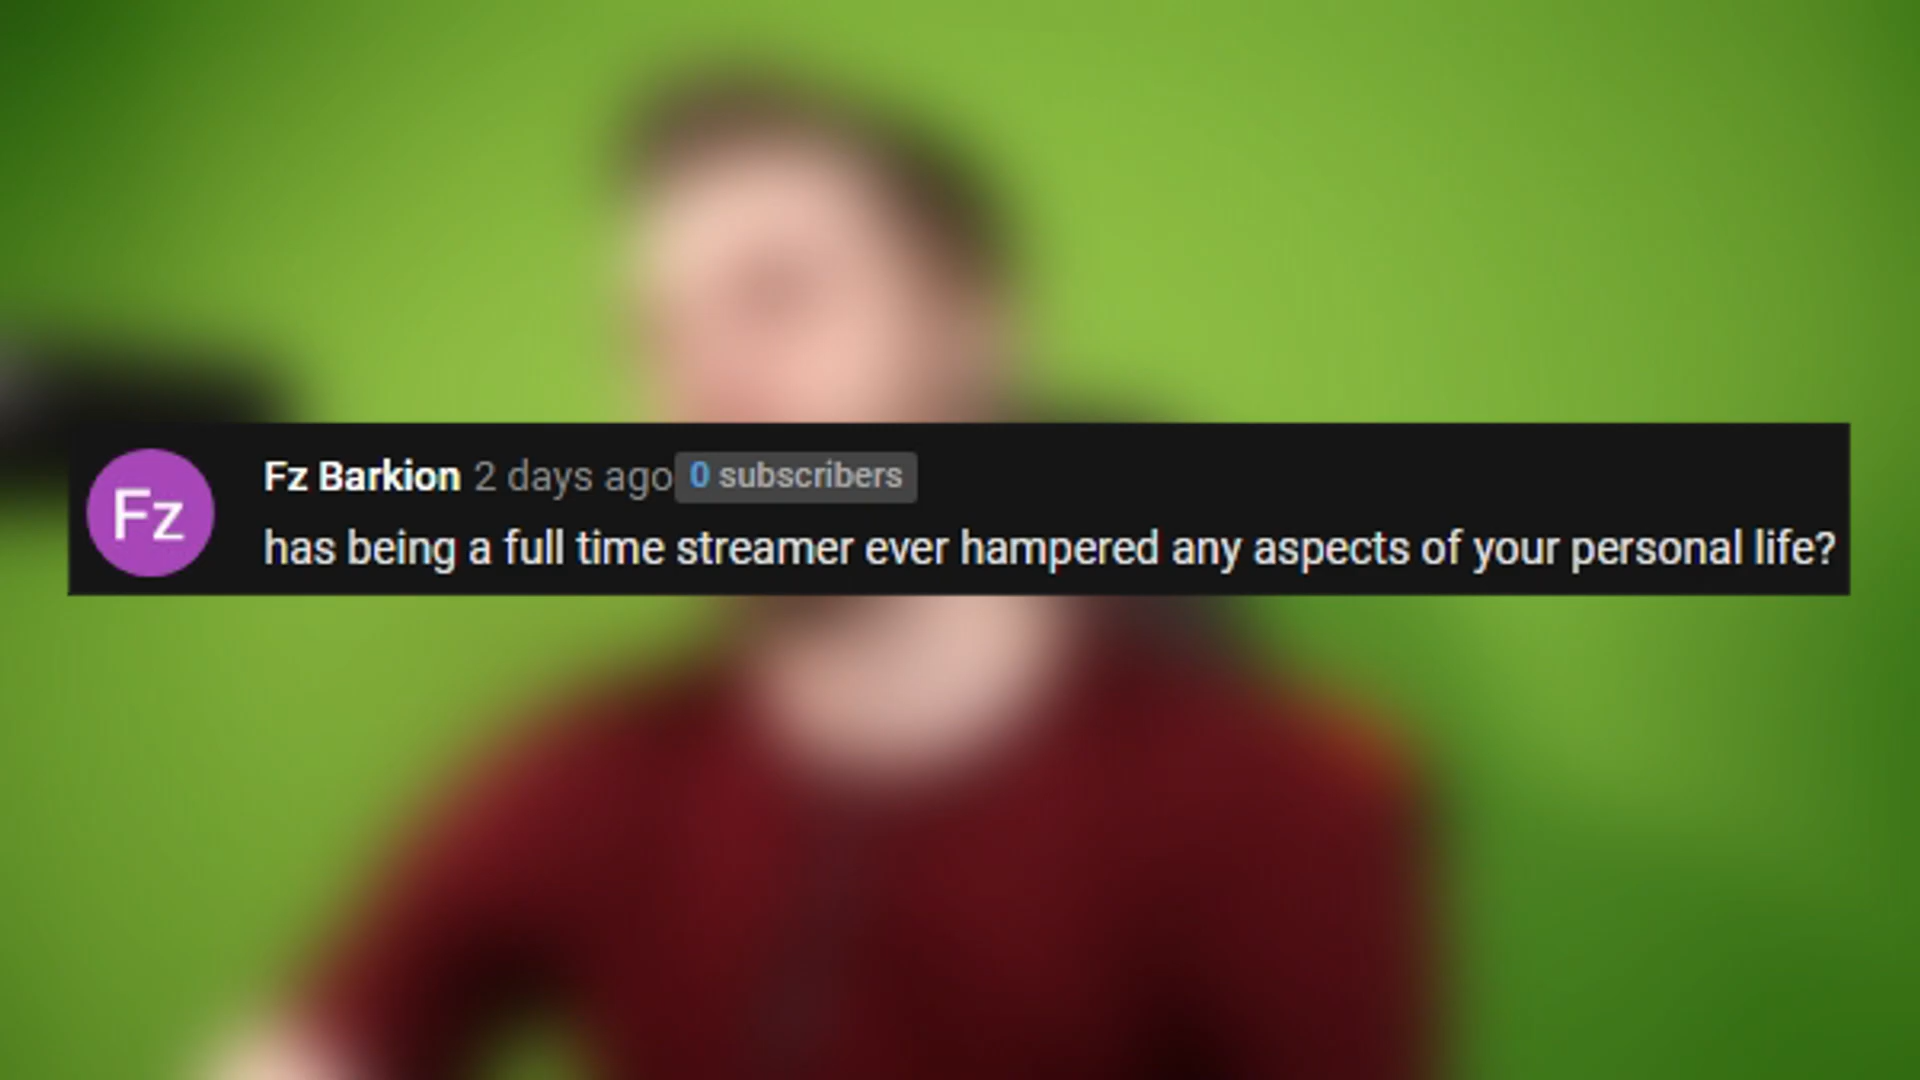 Fz
Fz Barkion 2 days ago 0 subscribers
has being a full time streamer ever hampered any aspects of your personal life?